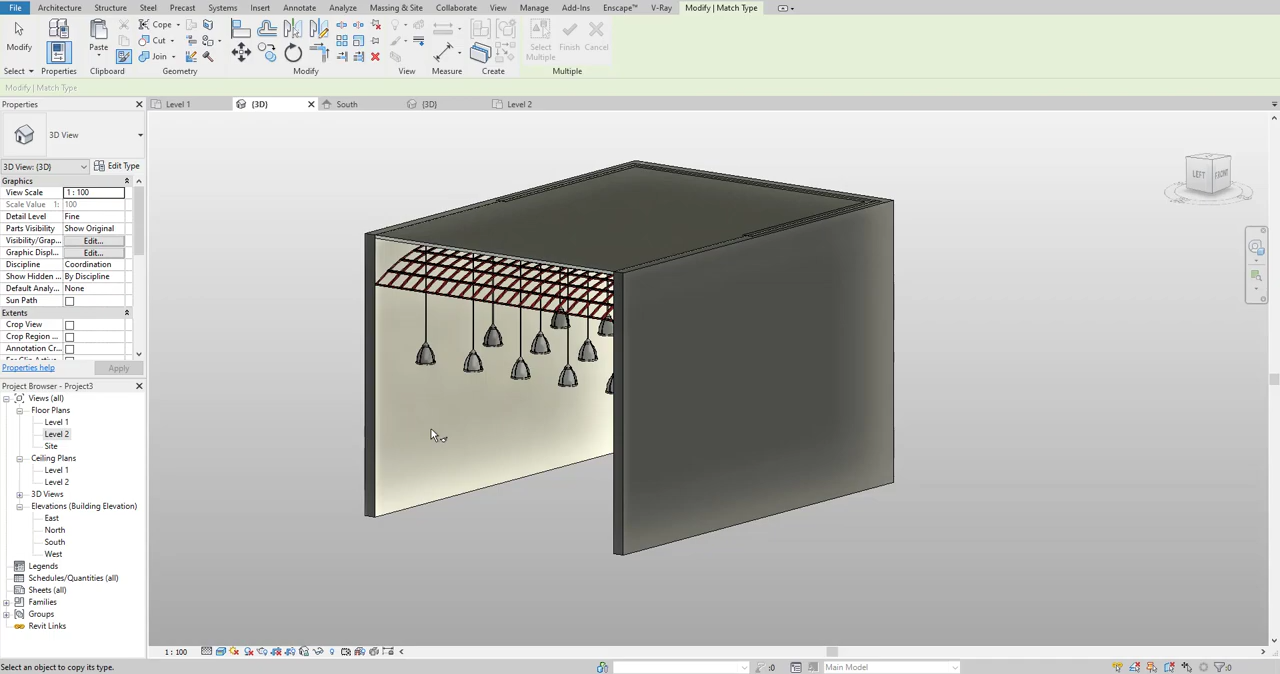 File Architecture Structure Steel Precast Systems Insert Annotate Analyze Massing & Site Collaborate View Manage Add-Ins Enscape™ V-Ray Modify | Match Type
Modify
Properties
Paste
Cope
Cut
Join
Select Multiple
Finish
Cancel
Select Properties Clipboard Geometry Modify View Measure Create Multiple
Modify | Match Type
Properties
Level 1
{3D}
South
{3D}
Level 2
3D View
3D View: {3D}
Edit Type
Graphics
View Scale 1 : 100
Scale Value 1: 100
Detail Level Fine
Parts Visibility Show Original
Visibility/Grap... Edit...
Graphic Displ... Edit...
Discipline Coordination
Show Hidden ... By Discipline
Default Analy... None
Sun Path
Extents
Crop View
Crop Region ...
Annotation Cr...
Properties help
Apply
Project Browser - Project3
Views (all)
Floor Plans
Level 1
Level 2
Site
Ceiling Plans
Level 1
Level 2
3D Views
Elevations (Building Elevation)
East
North
South
West
Legends
Schedules/Quantities (all)
Sheets (all)
Families
Groups
Revit Links
LEFT
FRONT
1 : 100
Select an object to copy its type.
:0
Main Model
:0